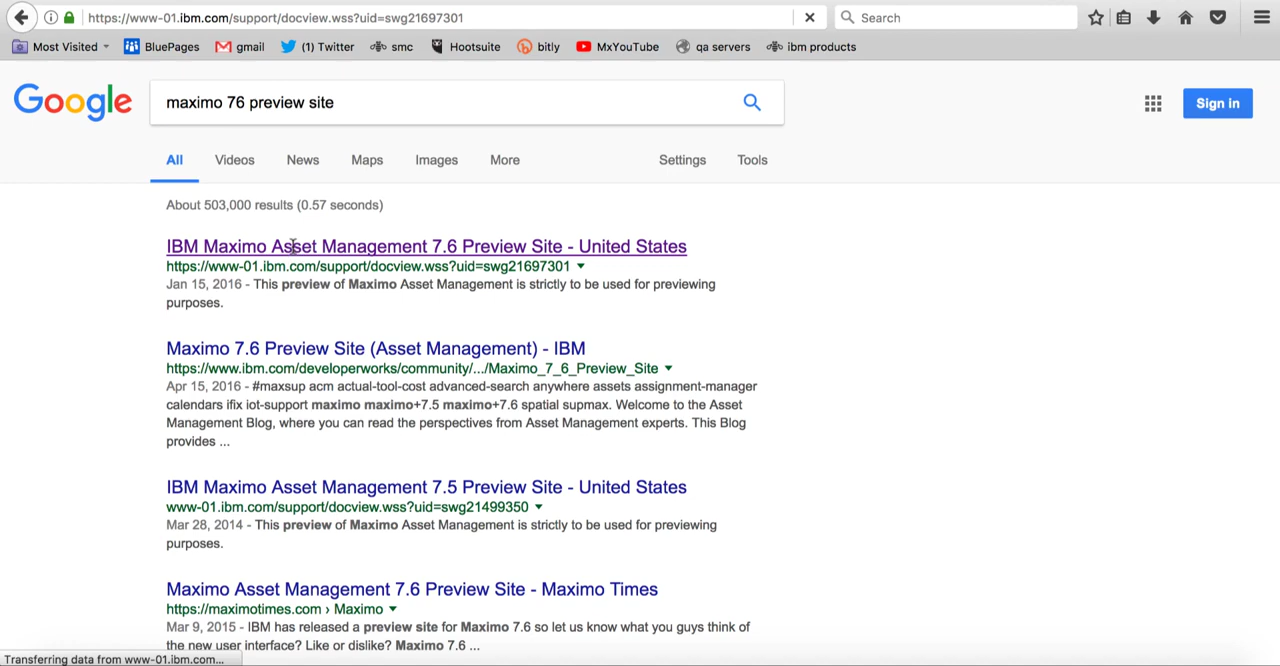 https://www-01.ibm.com/support/docview.wss?uid=swg21697301
Search
Most Visited
BluePages
gmail
(1) Twitter
smc
Hootsuite
bitly
MxYouTube
qa servers
ibm products
Google
maximo 76 preview site
Sign in
All Videos News Maps Images More Settings Tools
About 503,000 results (0.57 seconds)
IBM Maximo Asset Management 7.6 Preview Site - United States
https://www-01.ibm.com/support/docview.wss?uid=swg21697301
Jan 15, 2016 - This preview of Maximo Asset Management is strictly to be used for previewing
purposes.
Maximo 7.6 Preview Site (Asset Management) - IBM
https://www.ibm.com/developerworks/community/.../Maximo_7_6_Preview_Site
Apr 15, 2016 - #maxsup acm actual-tool-cost advanced-search anywhere assets assignment-manager
calendars ifix iot-support maximo maximo+7.5 maximo+7.6 spatial supmax. Welcome to the Asset
Management Blog, where you can read the perspectives from Asset Management experts. This Blog
provides ...
IBM Maximo Asset Management 7.5 Preview Site - United States
www-01.ibm.com/support/docview.wss?uid=swg21499350
Mar 28, 2014 - This preview of Maximo Asset Management is strictly to be used for previewing
purposes.
Maximo Asset Management 7.6 Preview Site - Maximo Times
https://maximotimes.com › Maximo
Mar 9, 2015 - IBM has released a preview site for Maximo 7.6 so let us know what you guys think of
the new user interface? Like or dislike? Maximo 7.6 ...
Transferring data from www-01.ibm.com...